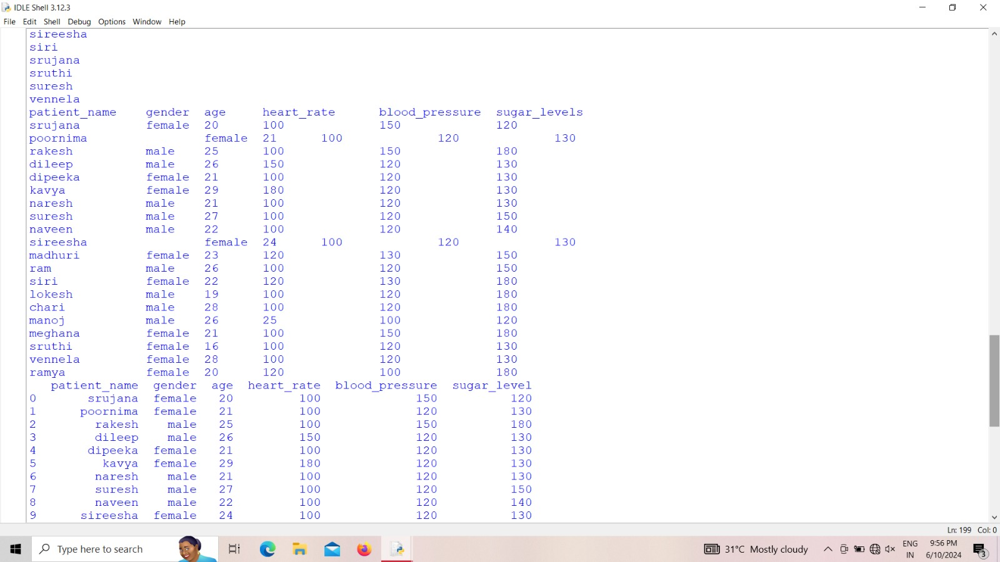 IDLE Shell 3.12.3
File Edit Shell Debug Options Window Help
sireesha
siri
srujana
sruthi
suresh
vennela
patient_name gender age heart_rate blood_pressure sugar_levels
srujana female 20 100 150 120
poornima female 21 100 120 130
rakesh male 25 100 150 180
dileep male 26 150 120 130
dipeeka female 21 100 120 130
kavya female 29 180 120 130
naresh male 21 100 120 130
suresh male 27 100 120 150
naveen male 22 100 120 140
sireesha female 24 100 120 130
madhuri female 23 120 130 150
ram male 26 100 120 150
siri female 22 120 130 180
lokesh male 19 100 120 180
chari male 28 100 120 180
manoj male 26 25 100 120
meghana female 21 100 150 180
sruthi female 16 100 120 130
vennela female 28 100 120 130
ramya female 20 120 100 180
patient_name gender age heart_rate blood_pressure sugar_level
0 srujana female 20 100 150 120
1 poornima female 21 100 120 130
2 rakesh male 25 100 150 180
3 dileep male 26 150 120 130
4 dipeeka female 21 100 120 130
5 kavya female 29 180 120 130
6 naresh male 21 100 120 130
7 suresh male 27 100 120 150
8 naveen male 22 100 120 140
9 sireesha female 24 100 120 130
Ln: 199 Col: 0
Type here to search
31°C Mostly cloudy
ENG
IN
9:56 PM
6/10/2024
3